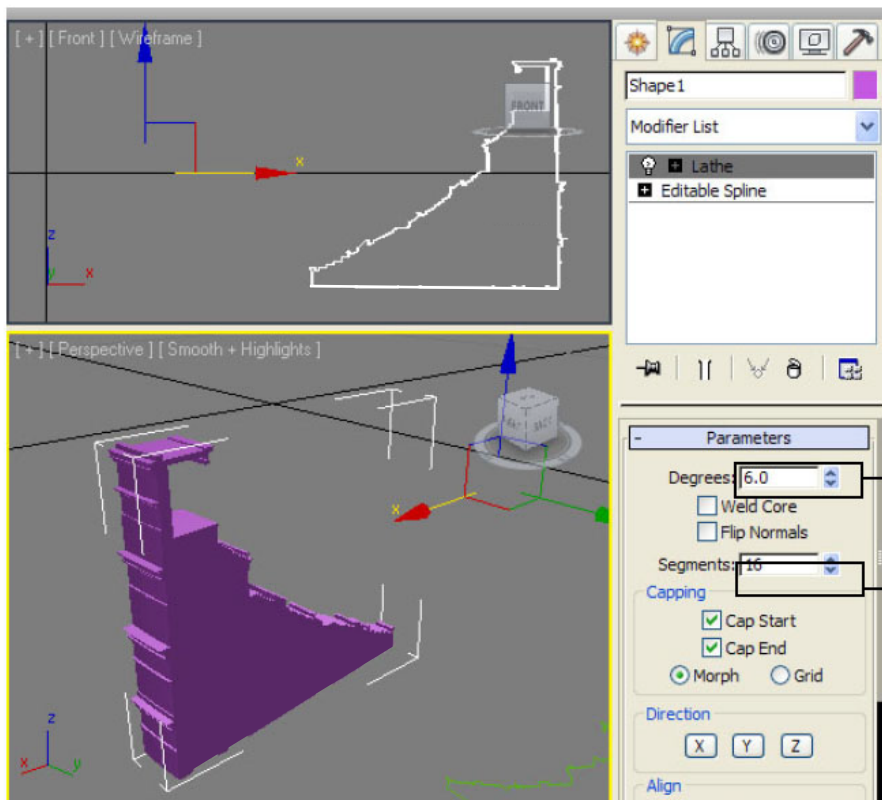 [ + ] [ Front ] [ Wireframe ]
x
FRONT
z
y
x
[ + ] [ Perspective ] [ Smooth + Highlights ]
x
z
x
y
Shape1
Modifier List
Lathe
Editable Spline
- Parameters
Degrees: 6.0
Weld Core
Flip Normals
Segments: 16
Capping
Cap Start
Cap End
Morph Grid
Direction
X Y Z
Align